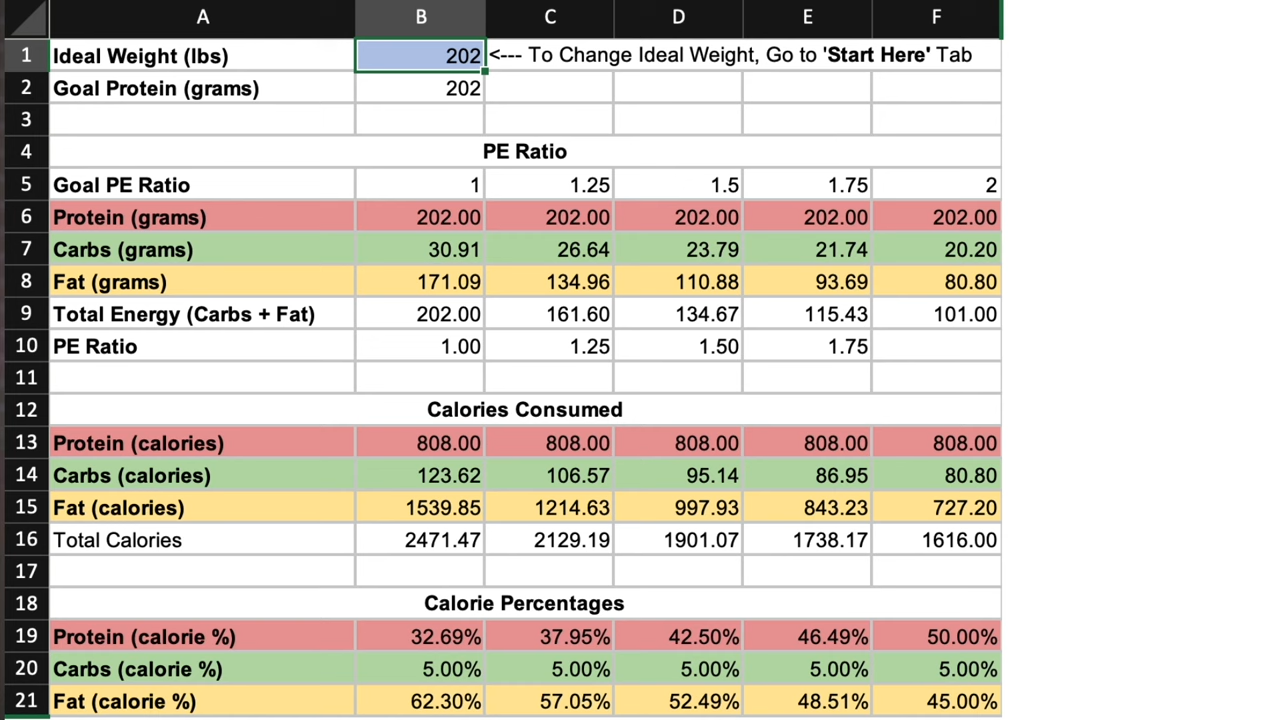 A B C D E F
1 Ideal Weight (lbs) 202 <--- To Change Ideal Weight, Go to 'Start Here' Tab
2 Goal Protein (grams) 202
3
4 PE Ratio
5 Goal PE Ratio 1 1.25 1.5 1.75 2
6 Protein (grams) 202.00 202.00 202.00 202.00 202.00
7 Carbs (grams) 30.91 26.64 23.79 21.74 20.20
8 Fat (grams) 171.09 134.96 110.88 93.69 80.80
9 Total Energy (Carbs + Fat) 202.00 161.60 134.67 115.43 101.00
10 PE Ratio 1.00 1.25 1.50 1.75
11
12 Calories Consumed
13 Protein (calories) 808.00 808.00 808.00 808.00 808.00
14 Carbs (calories) 123.62 106.57 95.14 86.95 80.80
15 Fat (calories) 1539.85 1214.63 997.93 843.23 727.20
16 Total Calories 2471.47 2129.19 1901.07 1738.17 1616.00
17
18 Calorie Percentages
19 Protein (calorie %) 32.69% 37.95% 42.50% 46.49% 50.00%
20 Carbs (calorie %) 5.00% 5.00% 5.00% 5.00% 5.00%
21 Fat (calorie %) 62.30% 57.05% 52.49% 48.51% 45.00%